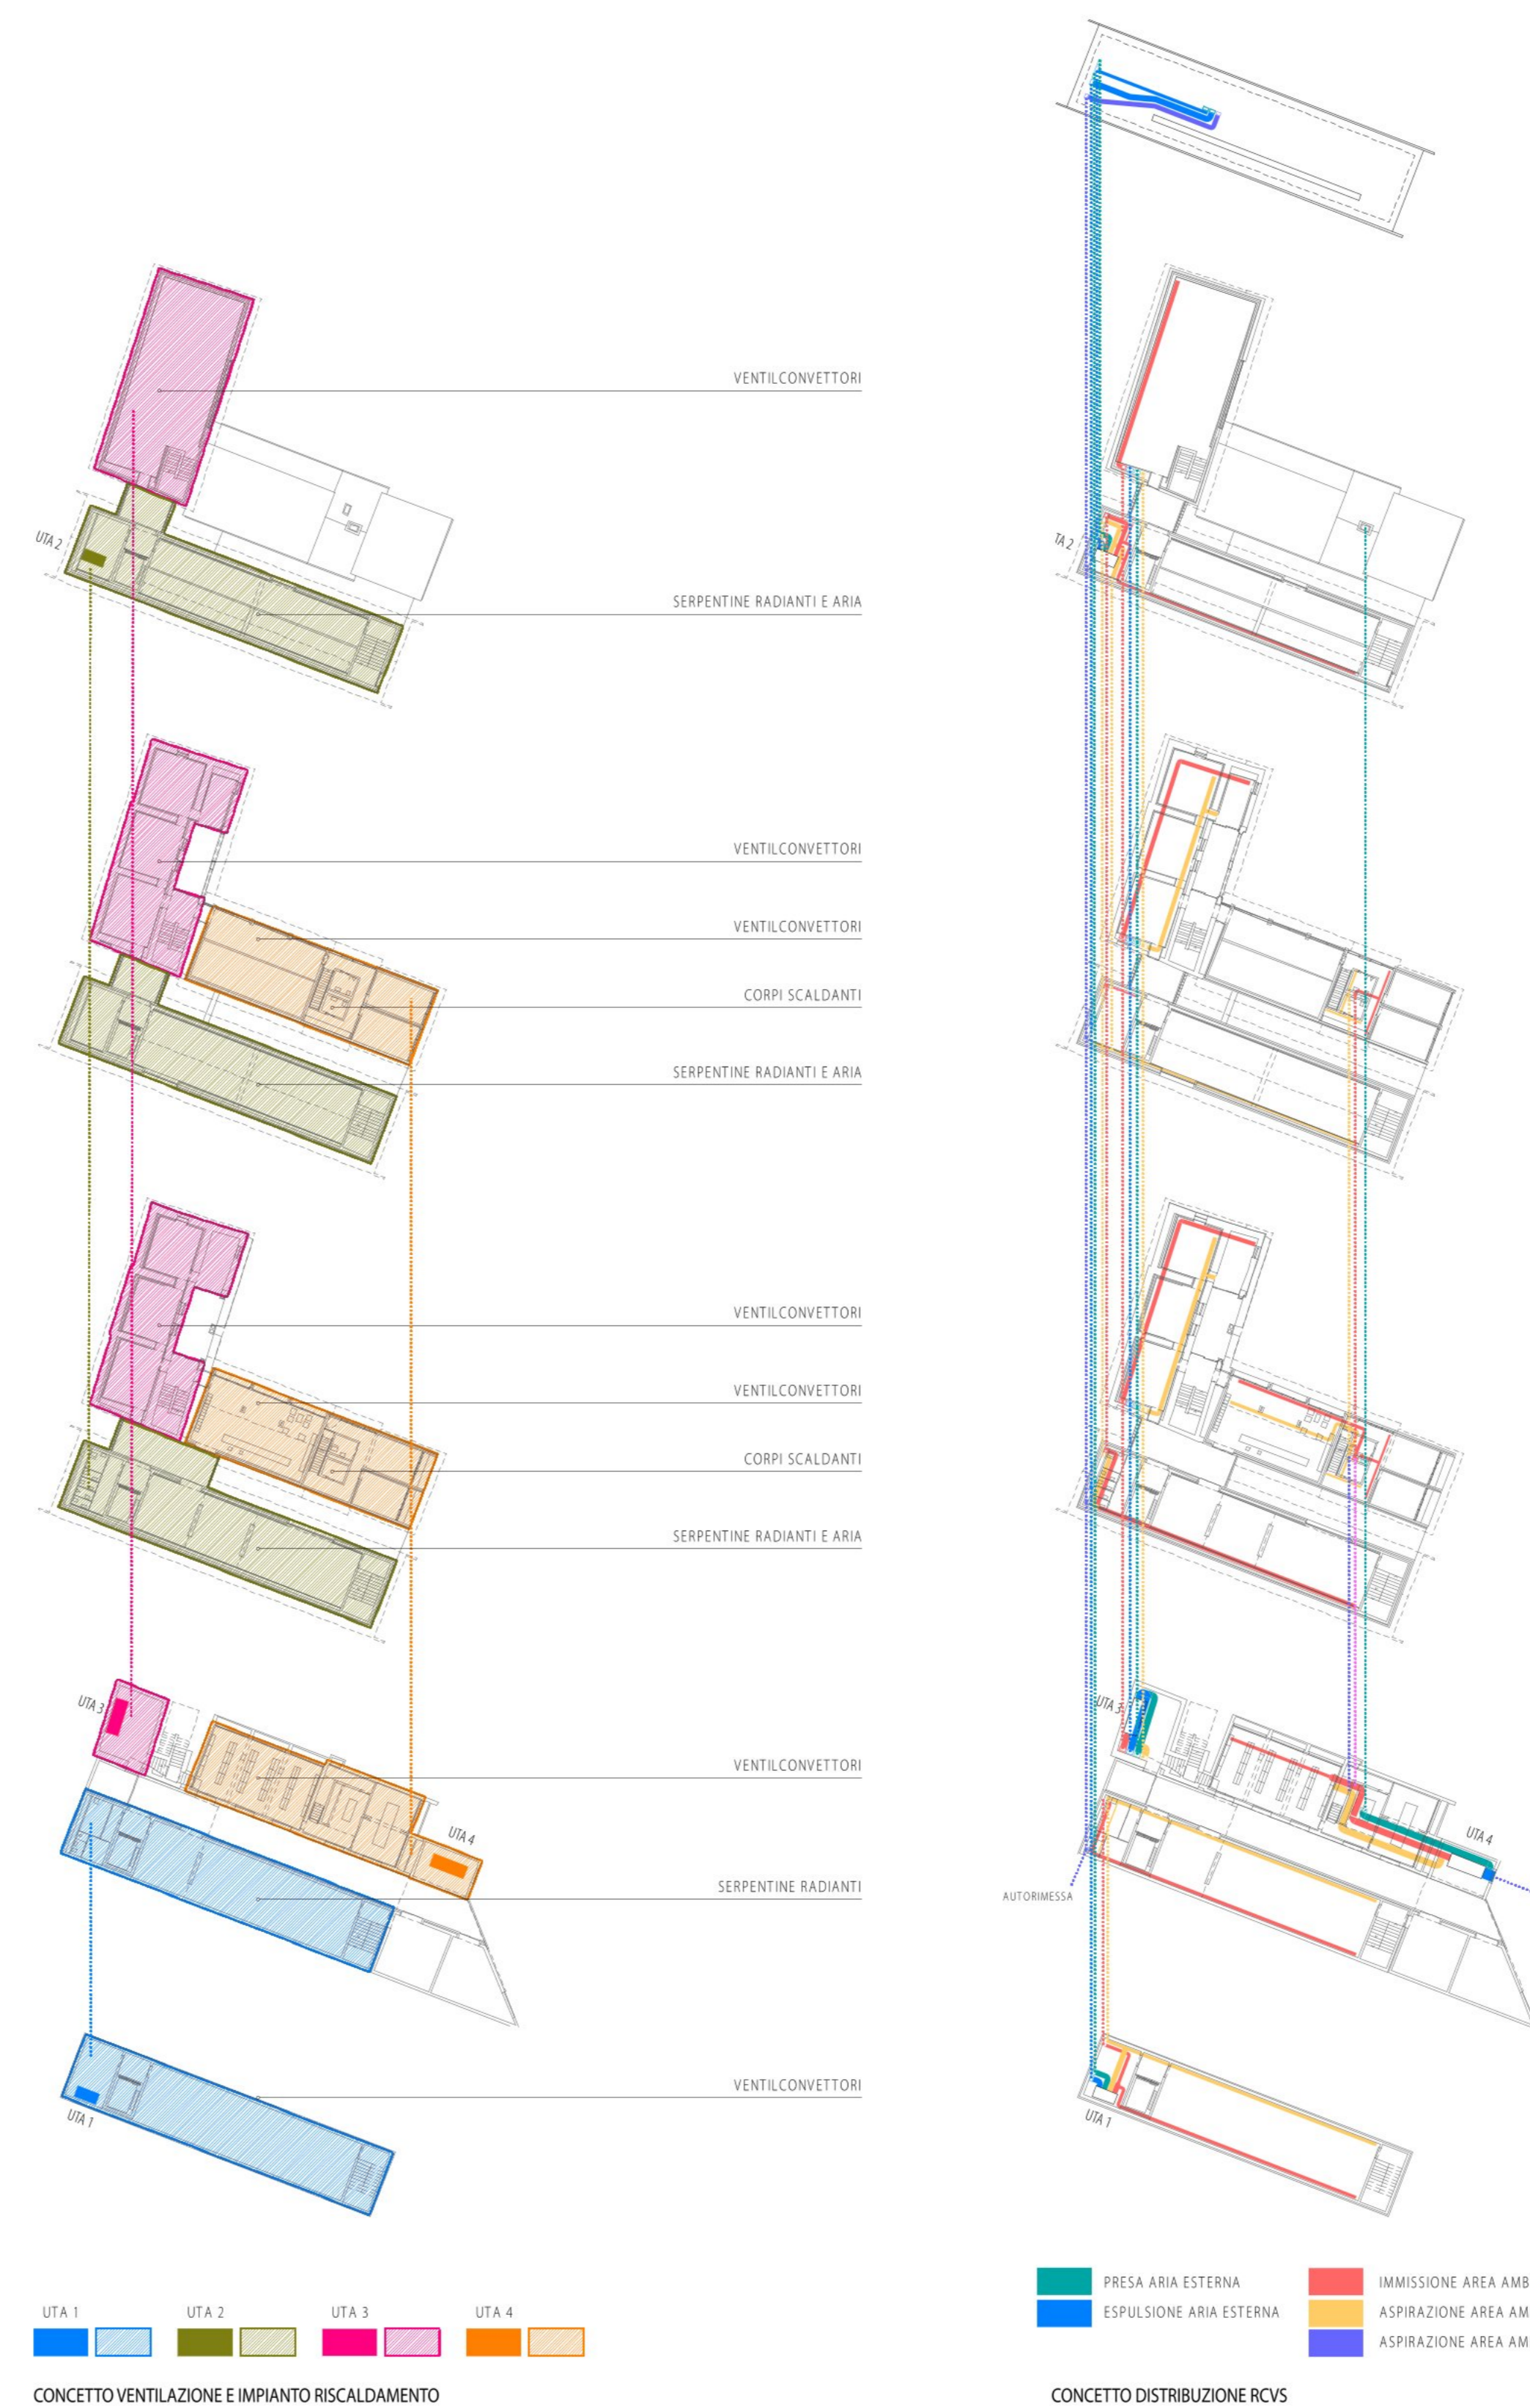 VENTILCONVETTORI
UTA 2
SERPENTINE RADIANTI E ARIA
VENTILCONVETTORI
VENTILCONVETTORI
CORPI SCALDANTI
SERPENTINE RADIANTI E ARIA
VENTILCONVETTORI
VENTILCONVETTORI
CORPI SCALDANTI
SERPENTINE RADIANTI E ARIA
UTA 3
VENTILCONVETTORI
UTA 4
SERPENTINE RADIANTI
VENTILCONVETTORI
UTA 1
UTA 1 UTA 2 UTA 3 UTA 4
CONCETTO VENTILAZIONE E IMPIANTO RISCALDAMENTO
TA 2
UTA 3
UTA 4
AUTORIMESSA
UTA 1
PRESA ARIA ESTERNA
ESPULSIONE ARIA ESTERNA
IMMISSIONE AREA AMB
ASPIRAZIONE AREA AM
ASPIRAZIONE AREA AM
CONCETTO DISTRIBUZIONE RCVS